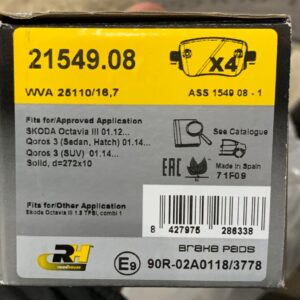 21549.08
X4
WVA 25110/16,7
ASS 1549 08 - 1
Fits for/Approved Application
SKODA Octavia III 01.12...
Qoros 3 (Sedan, Hatch) 01.14...
Qoros 3 (SUV) 01.14...
Solid, d=272x10
See Catalogue
EAC
Made in Spain
71F09
Fits for/Other Application
Skoda Octavia III 1.8 TFSI, combi 1
8 427975 286338
RH
roadhouse
Brake pads
E9 90R-02A0118/3778